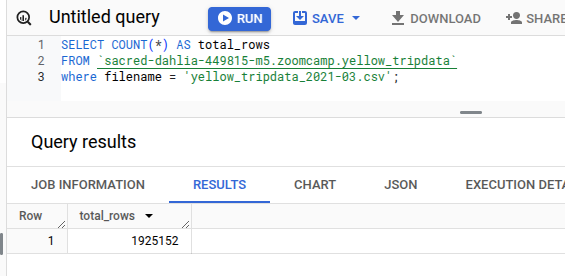 Untitled query RUN SAVE DOWNLOAD SHARE
1 SELECT COUNT(*) AS total_rows
2 FROM `sacred-dahlia-449815-m5.zoomcamp.yellow_tripdata`
3 where filename = 'yellow_tripdata_2021-03.csv';
Query results
JOB INFORMATION RESULTS CHART JSON EXECUTION DETA
Row total_rows
1 1925152